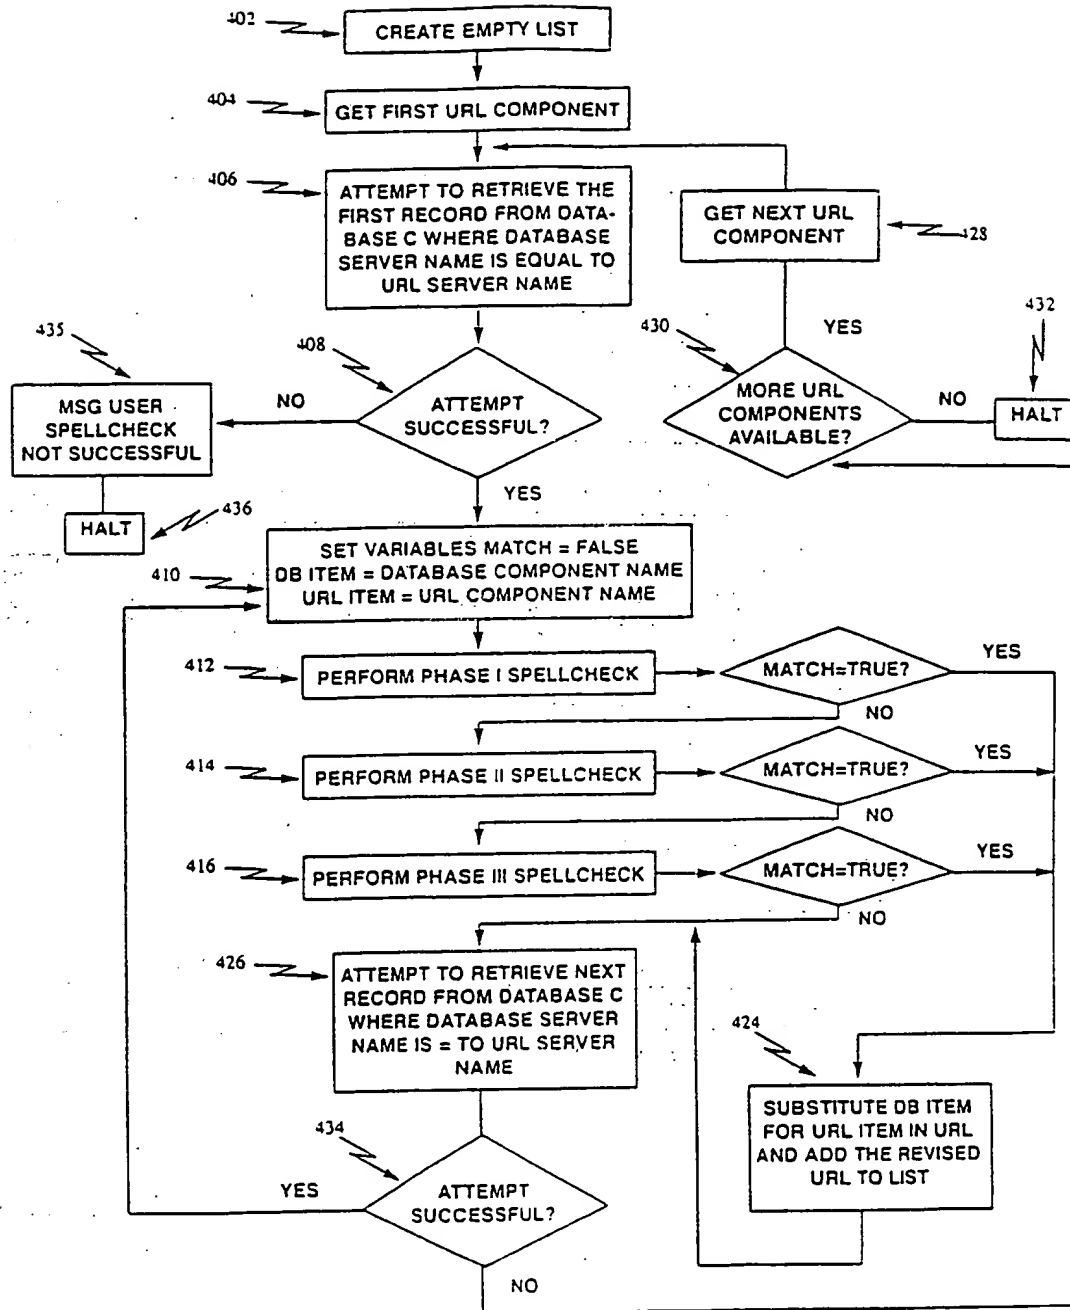 402
CREATE EMPTY LIST
404
GET FIRST URL COMPONENT
406
ATTEMPT TO RETRIEVE THE
FIRST RECORD FROM DATA-
BASE C WHERE DATABASE
SERVER NAME IS EQUAL TO
URL SERVER NAME
GET NEXT URL
COMPONENT
428
435
408
430
YES
432
MSG USER
SPELLCHECK
NOT SUCCESSFUL
NO
ATTEMPT
SUCCESSFUL?
MORE URL
COMPONENTS
AVAILABLE?
NO
HALT
YES
HALT
436
410
SET VARIABLES MATCH = FALSE
DB ITEM = DATABASE COMPONENT NAME
URL ITEM = URL COMPONENT NAME
412
PERFORM PHASE I SPELLCHECK
MATCH=TRUE?
YES
NO
414
PERFORM PHASE II SPELLCHECK
MATCH=TRUE?
YES
NO
416
PERFORM PHASE III SPELLCHECK
MATCH=TRUE?
YES
NO
426
ATTEMPT TO RETRIEVE NEXT
RECORD FROM DATABASE C
WHERE DATABASE SERVER
NAME IS = TO URL SERVER
NAME
424
SUBSTITUTE DB ITEM
FOR URL ITEM IN URL
AND ADD THE REVISED
URL TO LIST
434
YES
ATTEMPT
SUCCESSFUL?
NO